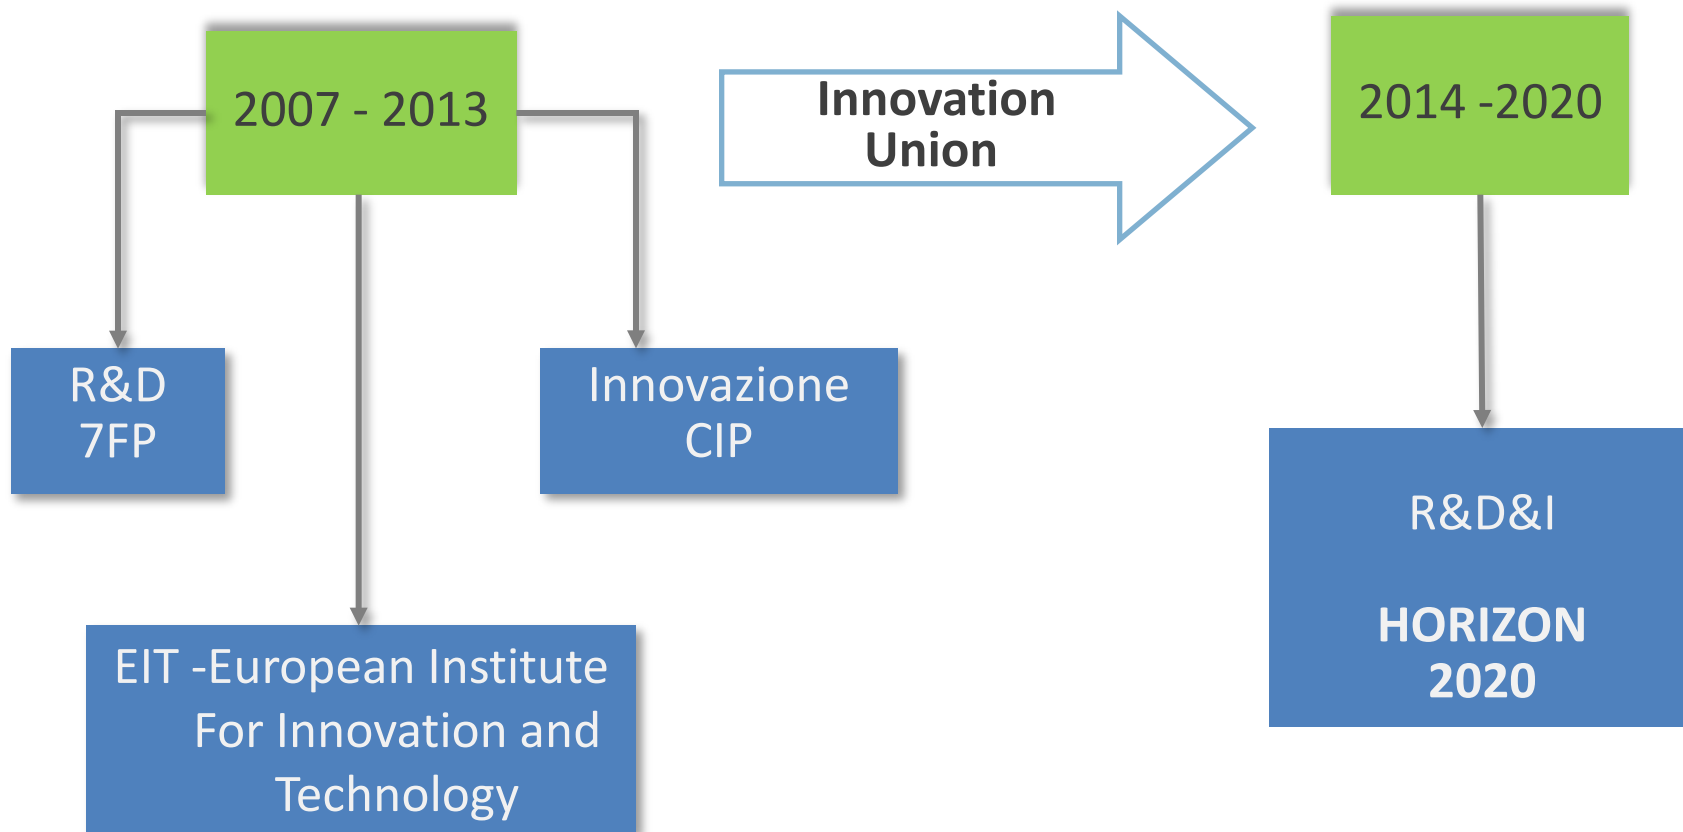 2007 - 2013
Innovation
Union
2014 -2020
R&D
7FP
Innovazione
CIP
R&D&I
HORIZON
2020
EIT -European Institute
For Innovation and
Technology